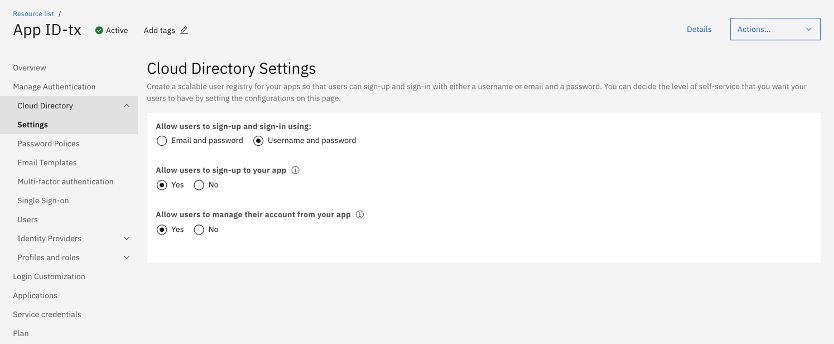 Resource list /
App ID-tx
Active
Add tags
Details
Actions...
Overview
Manage Authentication
Cloud Directory
Settings
Password Polices
Email Templates
Multi-factor authentication
Single Sign-on
Users
Identity Providers
Profiles and roles
Login Customization
Applications
Service credentials
Plan
Cloud Directory Settings
Create a scalable user registry for your apps so that users can sign-up and sign-in with either a username or email and a password. You can decide the level of self-service that you want your
users to have by setting the configurations on this page.
Allow users to sign-up and sign-in using:
Email and password
Username and password
Allow users to sign-up to your app
Yes
No
Allow users to manage their account from your app
Yes
No